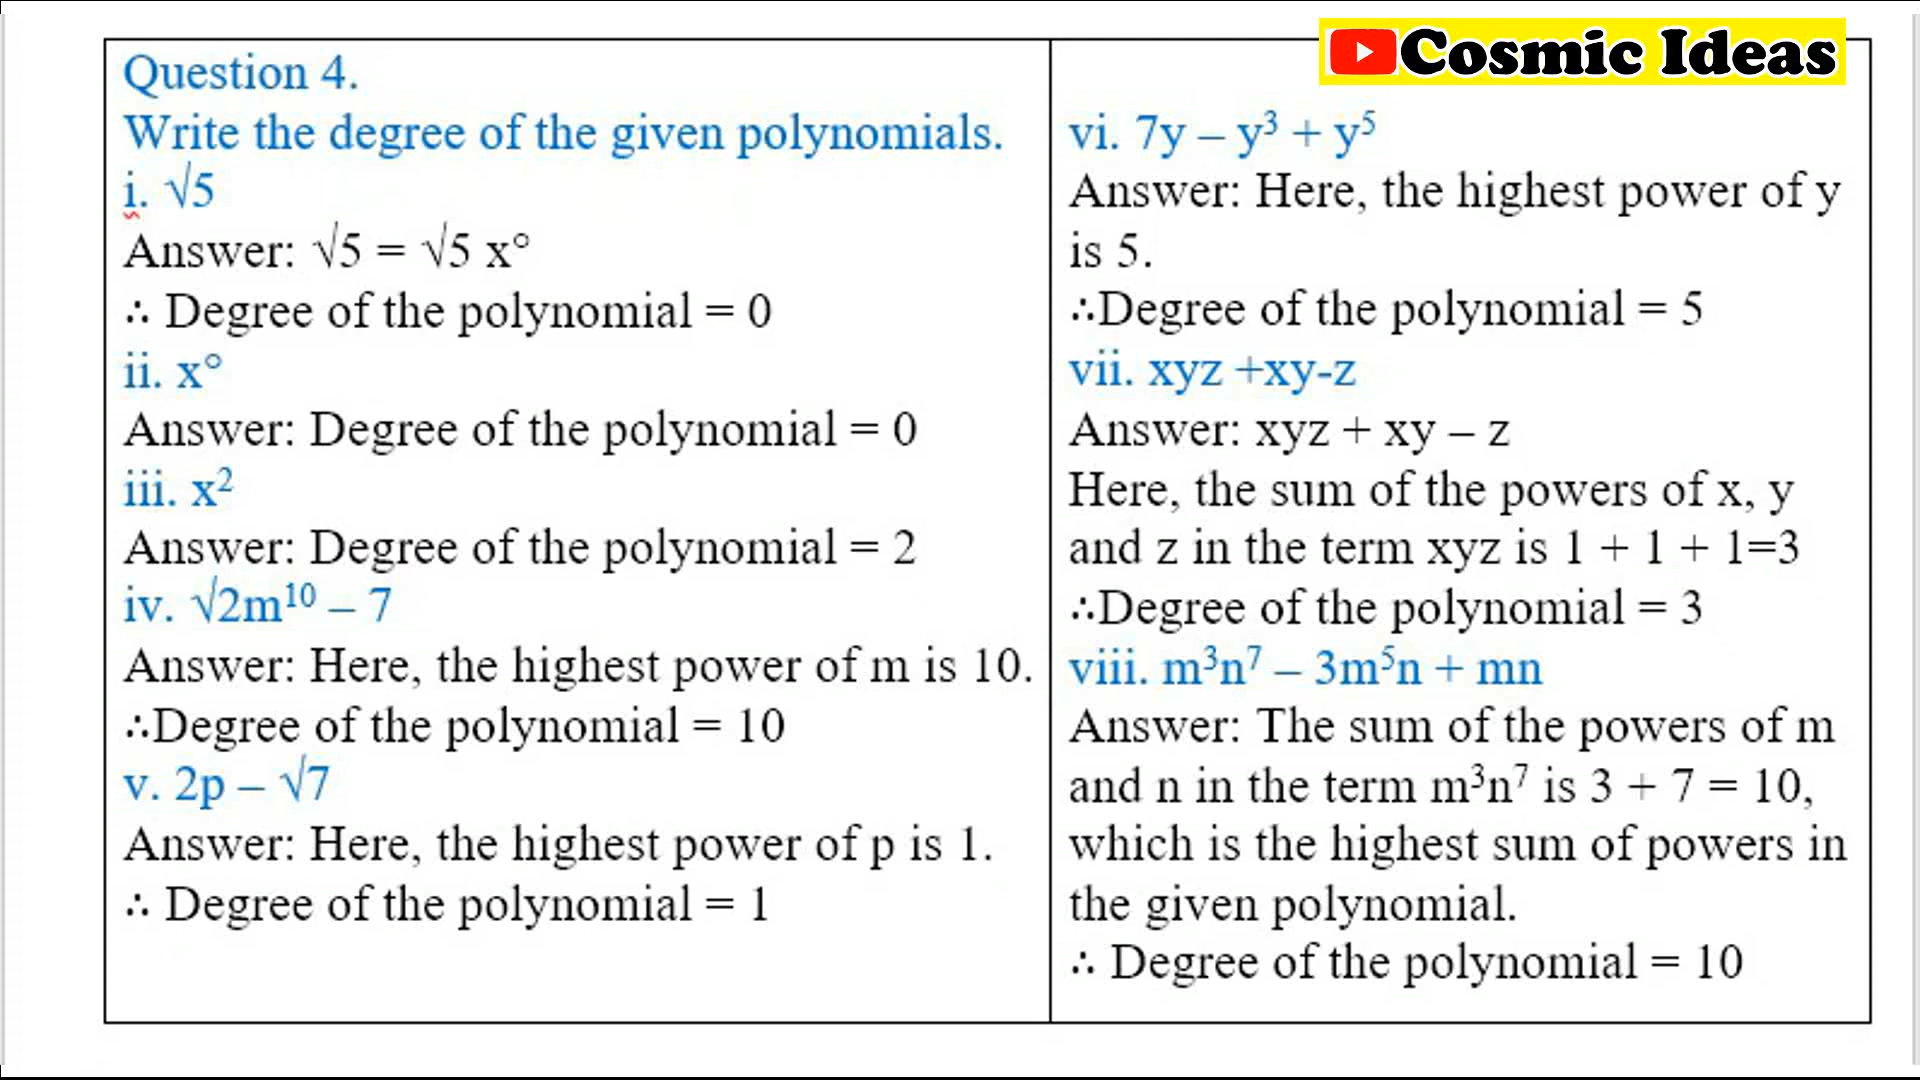 Cosmic Ideas
Question 4.
Write the degree of the given polynomials.
i. √5
Answer: √5 = √5 x°
∴ Degree of the polynomial = 0
ii. x°
Answer: Degree of the polynomial = 0
iii. x²
Answer: Degree of the polynomial = 2
iv. √2m¹⁰ – 7
Answer: Here, the highest power of m is 10.
∴Degree of the polynomial = 10
v. 2p – √7
Answer: Here, the highest power of p is 1.
∴ Degree of the polynomial = 1
vi. 7y – y³ + y⁵
Answer: Here, the highest power of y
is 5.
∴Degree of the polynomial = 5
vii. xyz +xy-z
Answer: xyz + xy – z
Here, the sum of the powers of x, y
and z in the term xyz is 1 + 1 + 1=3
∴Degree of the polynomial = 3
viii. m³n⁷ – 3m⁵n + mn
Answer: The sum of the powers of m
and n in the term m³n⁷ is 3 + 7 = 10,
which is the highest sum of powers in
the given polynomial.
∴ Degree of the polynomial = 10